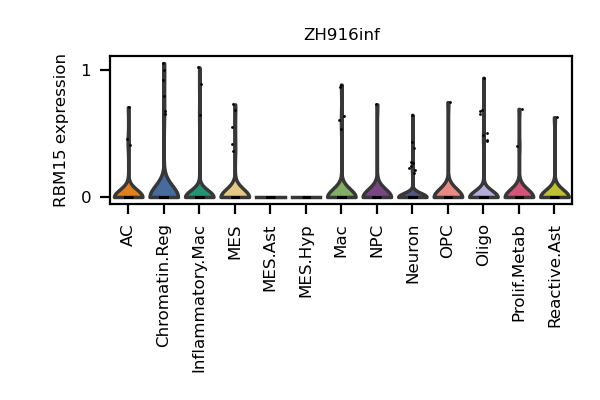 ZH916inf
RBM15 expression
1
0
AC
Chromatin.Reg
Inflammatory.Mac
MES
MES.Ast
MES.Hyp
Mac
NPC
Neuron
OPC
Oligo
Prolif.Metab
Reactive.Ast